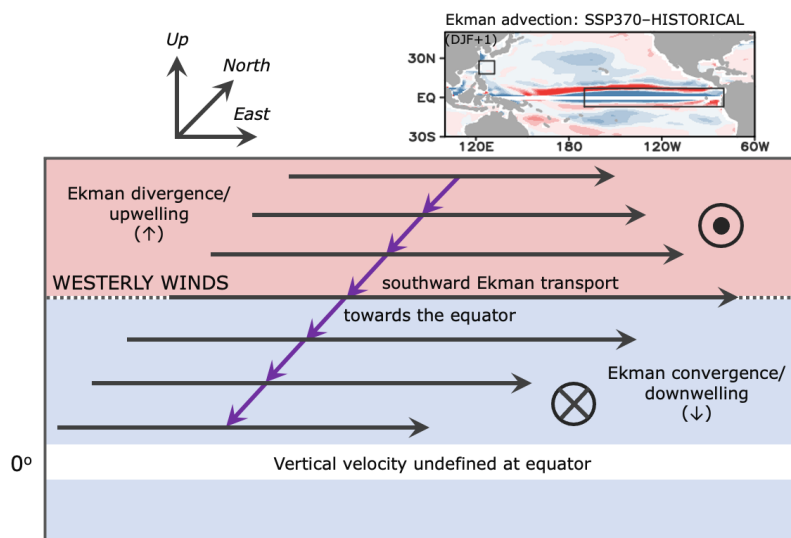 Ekman advection: SSP370–HISTORICAL
(DJF+1)
30N
EQ
30S
120E 180 120W 60W
Up
North
East
Ekman divergence/
upwelling
(↑)
WESTERLY WINDS
southward Ekman transport
towards the equator
Ekman convergence/
downwelling
(↓)
0º
Vertical velocity undefined at equator